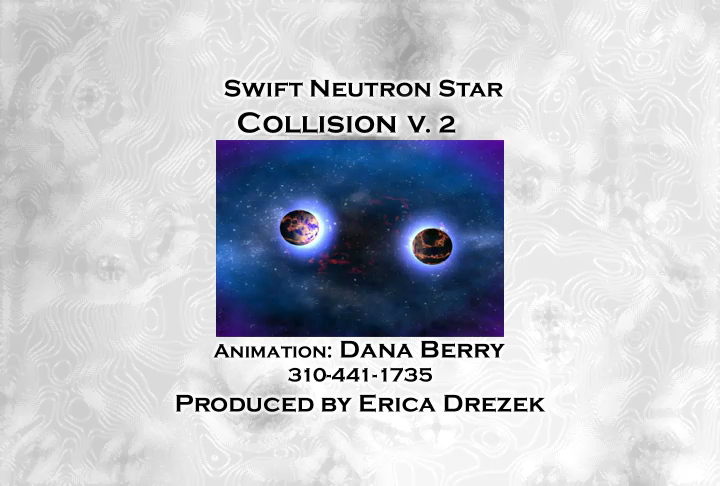 Swift Neutron Star
Collision v. 2
Animation: Dana Berry
310-441-1735
Produced by Erica Drezek